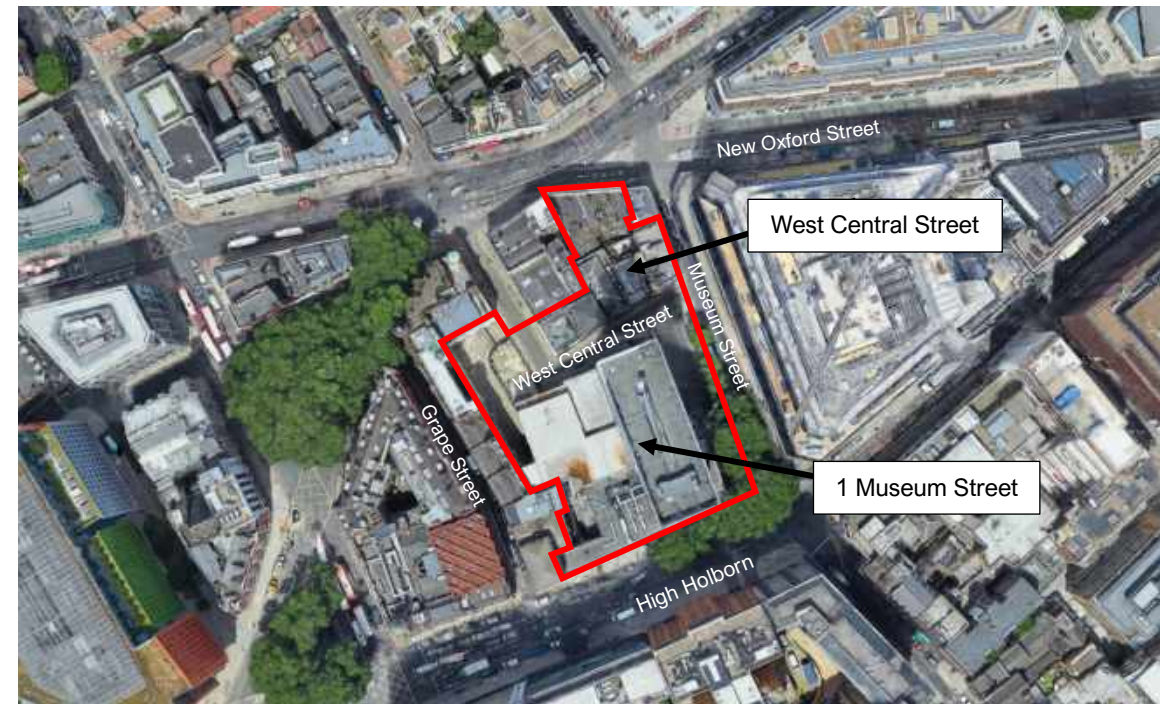 New Oxford Street
West Central Street
Museum Street
West Central Street
Grape Street
1 Museum Street
High Holborn